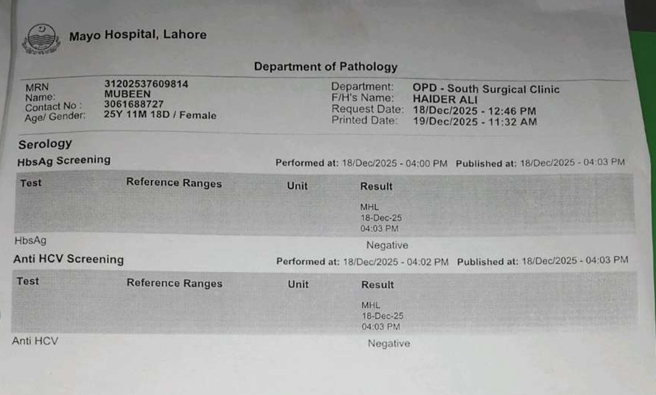 Mayo Hospital, Lahore
Department of Pathology
MRN 31202537609814 Department: OPD - South Surgical Clinic
Name: MUBEEN F/H's Name: HAIDER ALI
Contact No : 3061688727 Request Date: 18/Dec/2025 - 12:46 PM
Age/ Gender: 25Y 11M 18D / Female Printed Date: 19/Dec/2025 - 11:32 AM
Serology
HbsAg Screening Performed at: 18/Dec/2025 - 04:00 PM Published at: 18/Dec/2025 - 04:03 PM
Test Reference Ranges Unit Result
MHL
18-Dec-25
04:03 PM
HbsAg Negative
Anti HCV Screening Performed at: 18/Dec/2025 - 04:02 PM Published at: 18/Dec/2025 - 04:03 PM
Test Reference Ranges Unit Result
MHL
18-Dec-25
04:03 PM
Anti HCV Negative